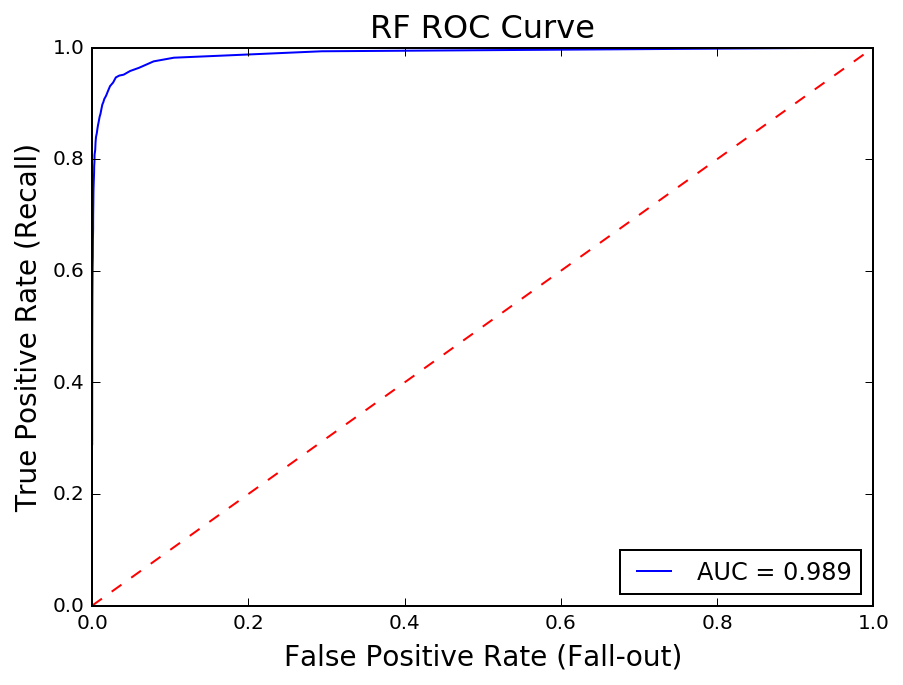 RF ROC Curve
True Positive Rate (Recall)
1.0
0.8
0.6
0.4
0.2
0.0
AUC = 0.989
0.0 0.2 0.4 0.6 0.8 1.0
False Positive Rate (Fall-out)